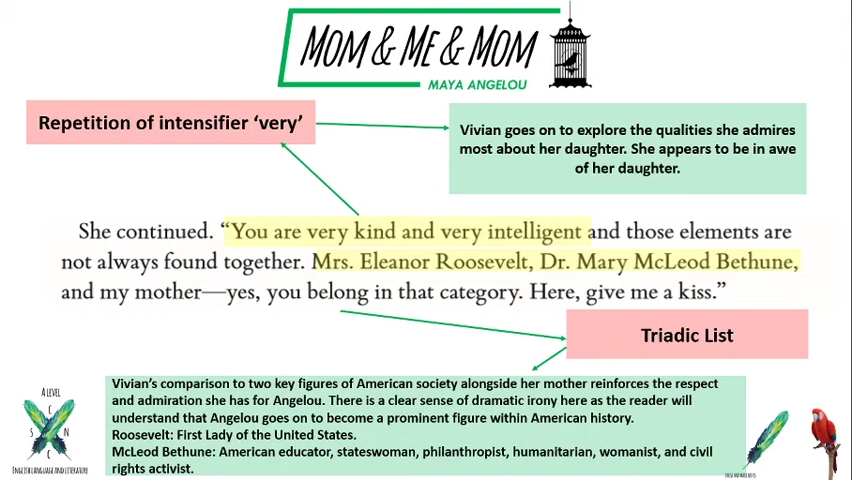 MOM & ME & MOM
MAYA ANGELOU
Repetition of intensifier ‘very’
Vivian goes on to explore the qualities she admires
most about her daughter. She appears to be in awe
of her daughter.
She continued. “You are very kind and very intelligent and those elements are
not always found together. Mrs. Eleanor Roosevelt, Dr. Mary McLeod Bethune,
and my mother—yes, you belong in that category. Here, give me a kiss.”
Triadic List
Vivian’s comparison to two key figures of American society alongside her mother reinforces the respect
and admiration she has for Angelou. There is a clear sense of dramatic irony here as the reader will
understand that Angelou goes on to become a prominent figure within American history.
Roosevelt: First Lady of the United States.
McLeod Bethune: American educator, stateswoman, philanthropist, humanitarian, womanist, and civil
rights activist.
A LEVEL
C
S N
C
ENGLISH LANGUAGE AND LITERATURE